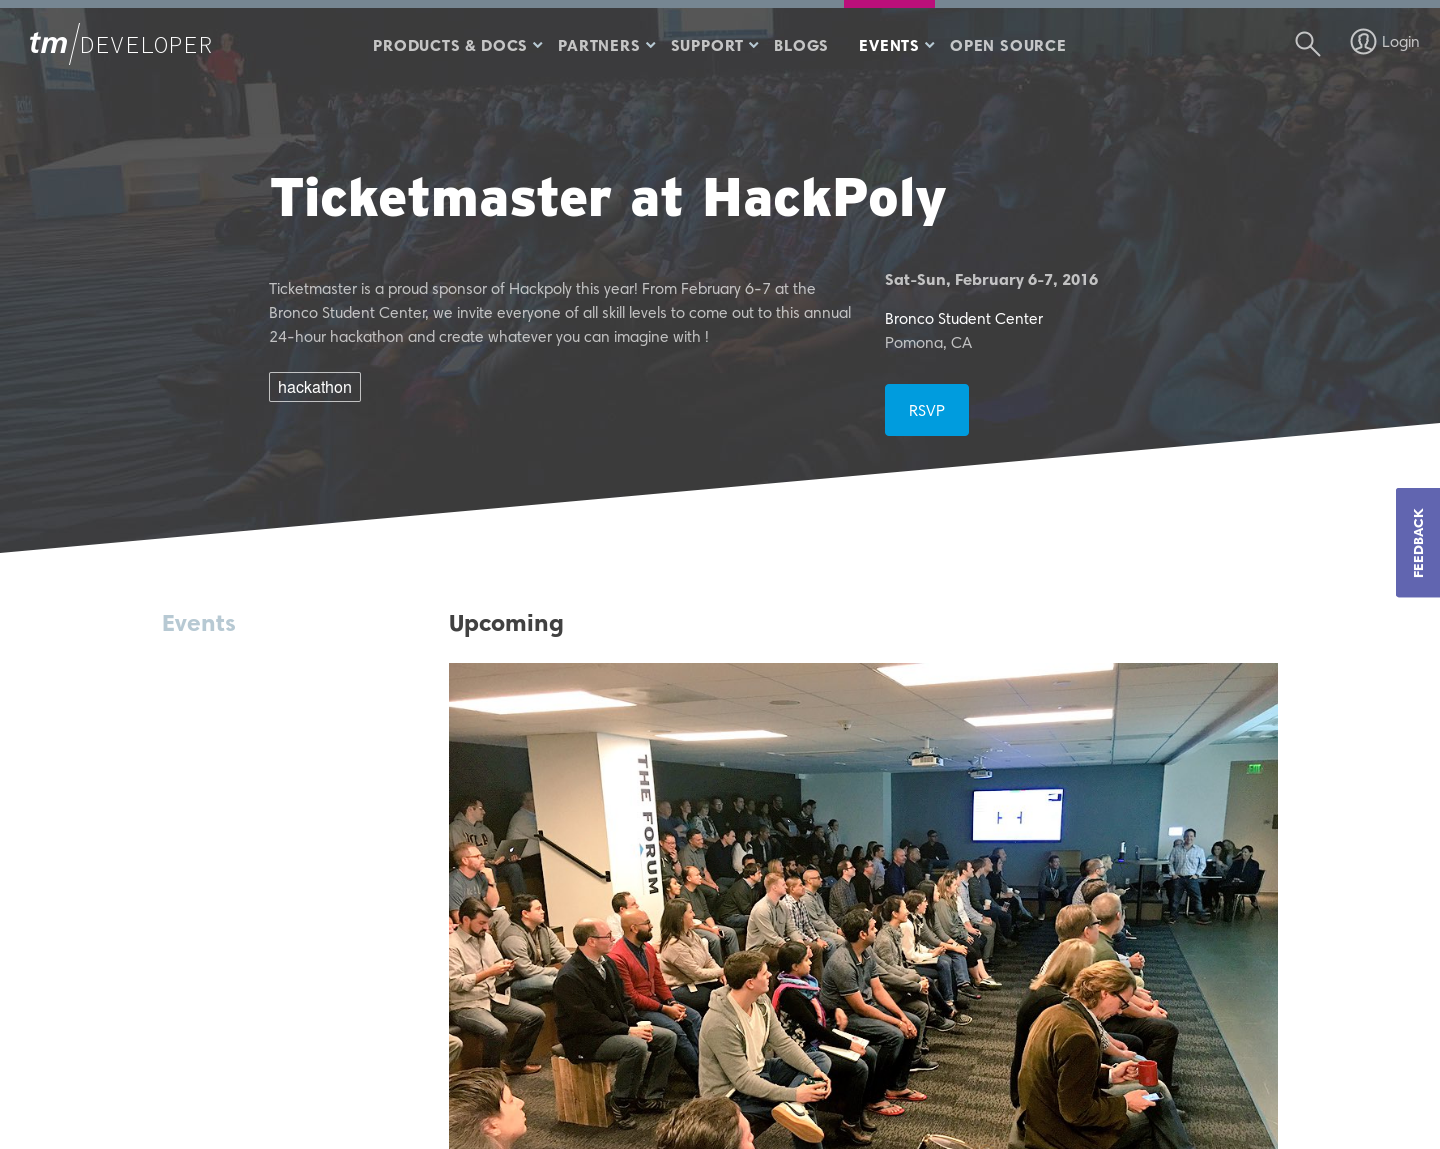 tm/DEVELOPER
PRODUCTS & DOCS
PARTNERS
SUPPORT
BLOGS
EVENTS
OPEN SOURCE
Login
Ticketmaster at HackPoly
Ticketmaster is a proud sponsor of Hackpoly this year! From February 6-7 at the
Bronco Student Center, we invite everyone of all skill levels to come out to this annual
24-hour hackathon and create whatever you can imagine with !
hackathon
Sat-Sun, February 6-7, 2016
Bronco Student Center
Pomona, CA
RSVP
FEEDBACK
Events
Upcoming
THE FORUM
EXIT